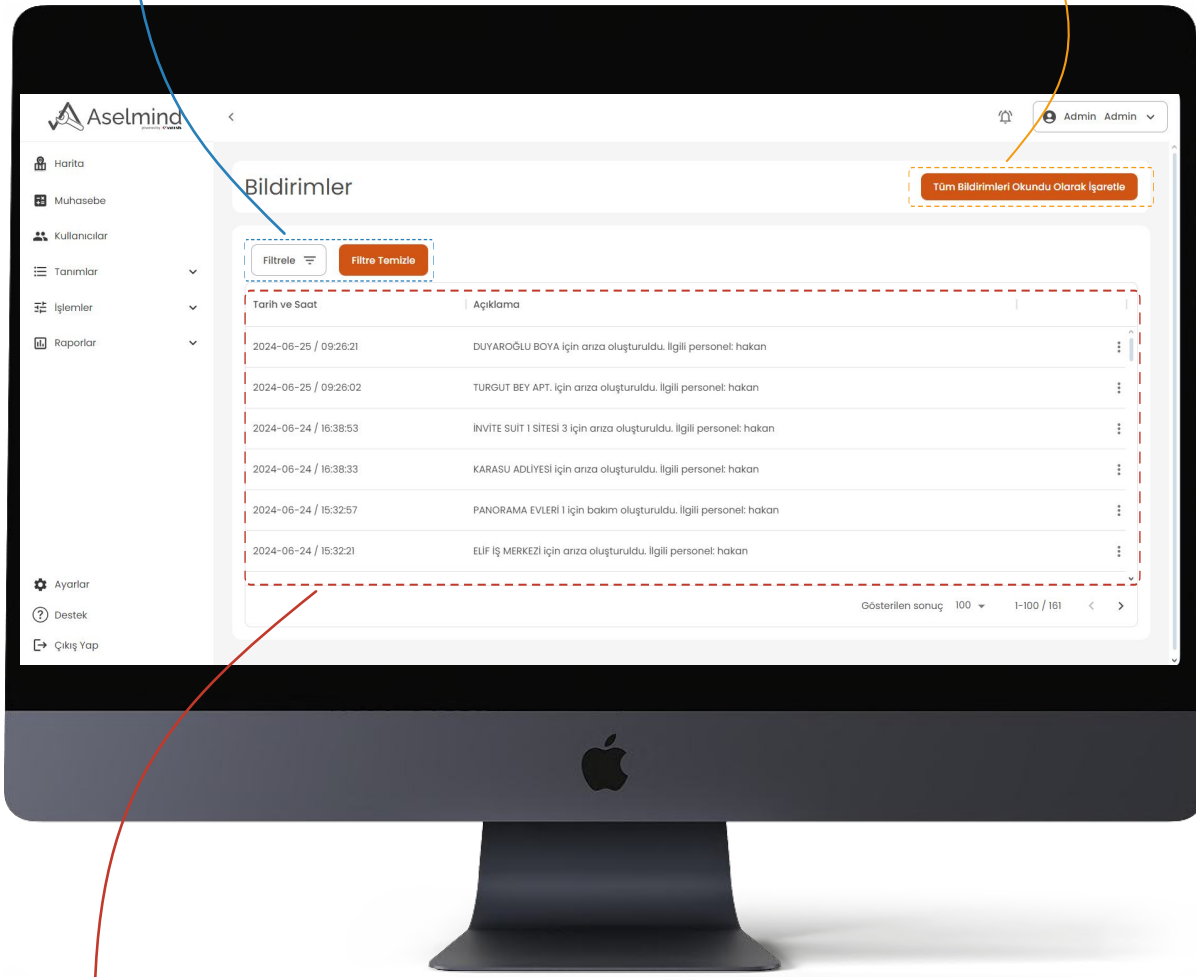 Aselmind
Admin Admin
Harita
Muhasebe
Kullanıcılar
Tanımlar
İşlemler
Raporlar
Ayarlar
Destek
Çıkış Yap
Bildirimler
Tüm Bildirimleri Okundu Olarak İşaretle
Filtrele
Filtre Temizle
Tarih ve Saat Açıklama
2024-06-25 / 09:26:21 DUYAROĞLU BOYA için arıza oluşturuldu. İlgili personel: hakan
2024-06-25 / 09:26:02 TURGUT BEY APT. için arıza oluşturuldu. İlgili personel: hakan
2024-06-24 / 16:38:53 İNVİTE SUİT 1 SİTESİ 3 için arıza oluşturuldu. İlgili personel: hakan
2024-06-24 / 16:38:33 KARASU ADLİYESİ için arıza oluşturuldu. İlgili personel: hakan
2024-06-24 / 15:32:57 PANORAMA EVLERİ 1 için bakım oluşturuldu. İlgili personel: hakan
2024-06-24 / 15:32:21 ELİF İŞ MERKEZİ için arıza oluşturuldu. İlgili personel: hakan
Gösterilen sonuç 100 1-100 / 161